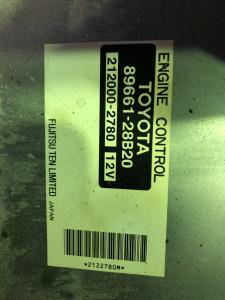 ENGINE CONTROL
TOYOTA
89661-28B20
212000-2780 12V
FUJITSU TEN LIMITED JAPAN
*2122780M*